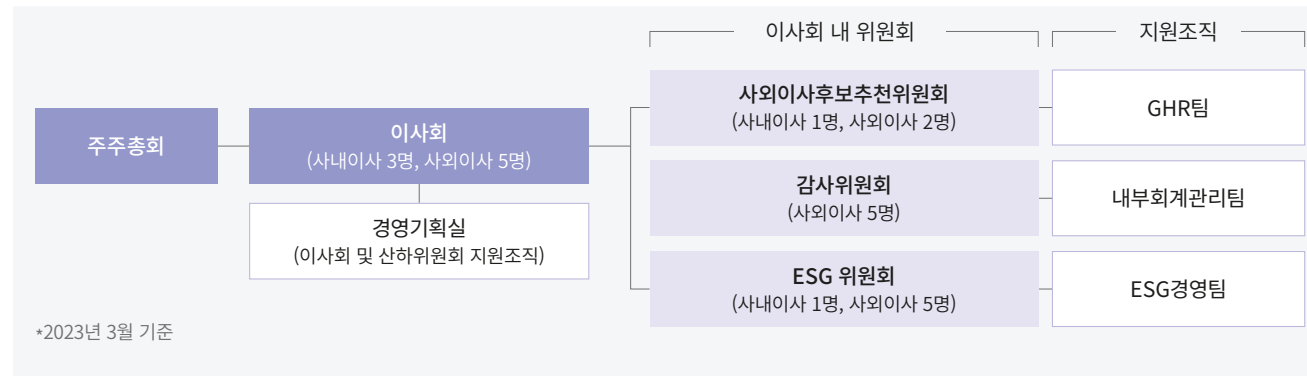 이사회 내 위원회
지원조직
주주총회
이사회
(사내이사 3명, 사외이사 5명)
경영기획실
(이사회 및 산하위원회 지원조직)
사외이사후보추천위원회
(사내이사 1명, 사외이사 2명)
GHR팀
감사위원회
(사외이사 5명)
내부회계관리팀
ESG 위원회
(사내이사 1명, 사외이사 5명)
ESG경영팀
*2023년 3월 기준